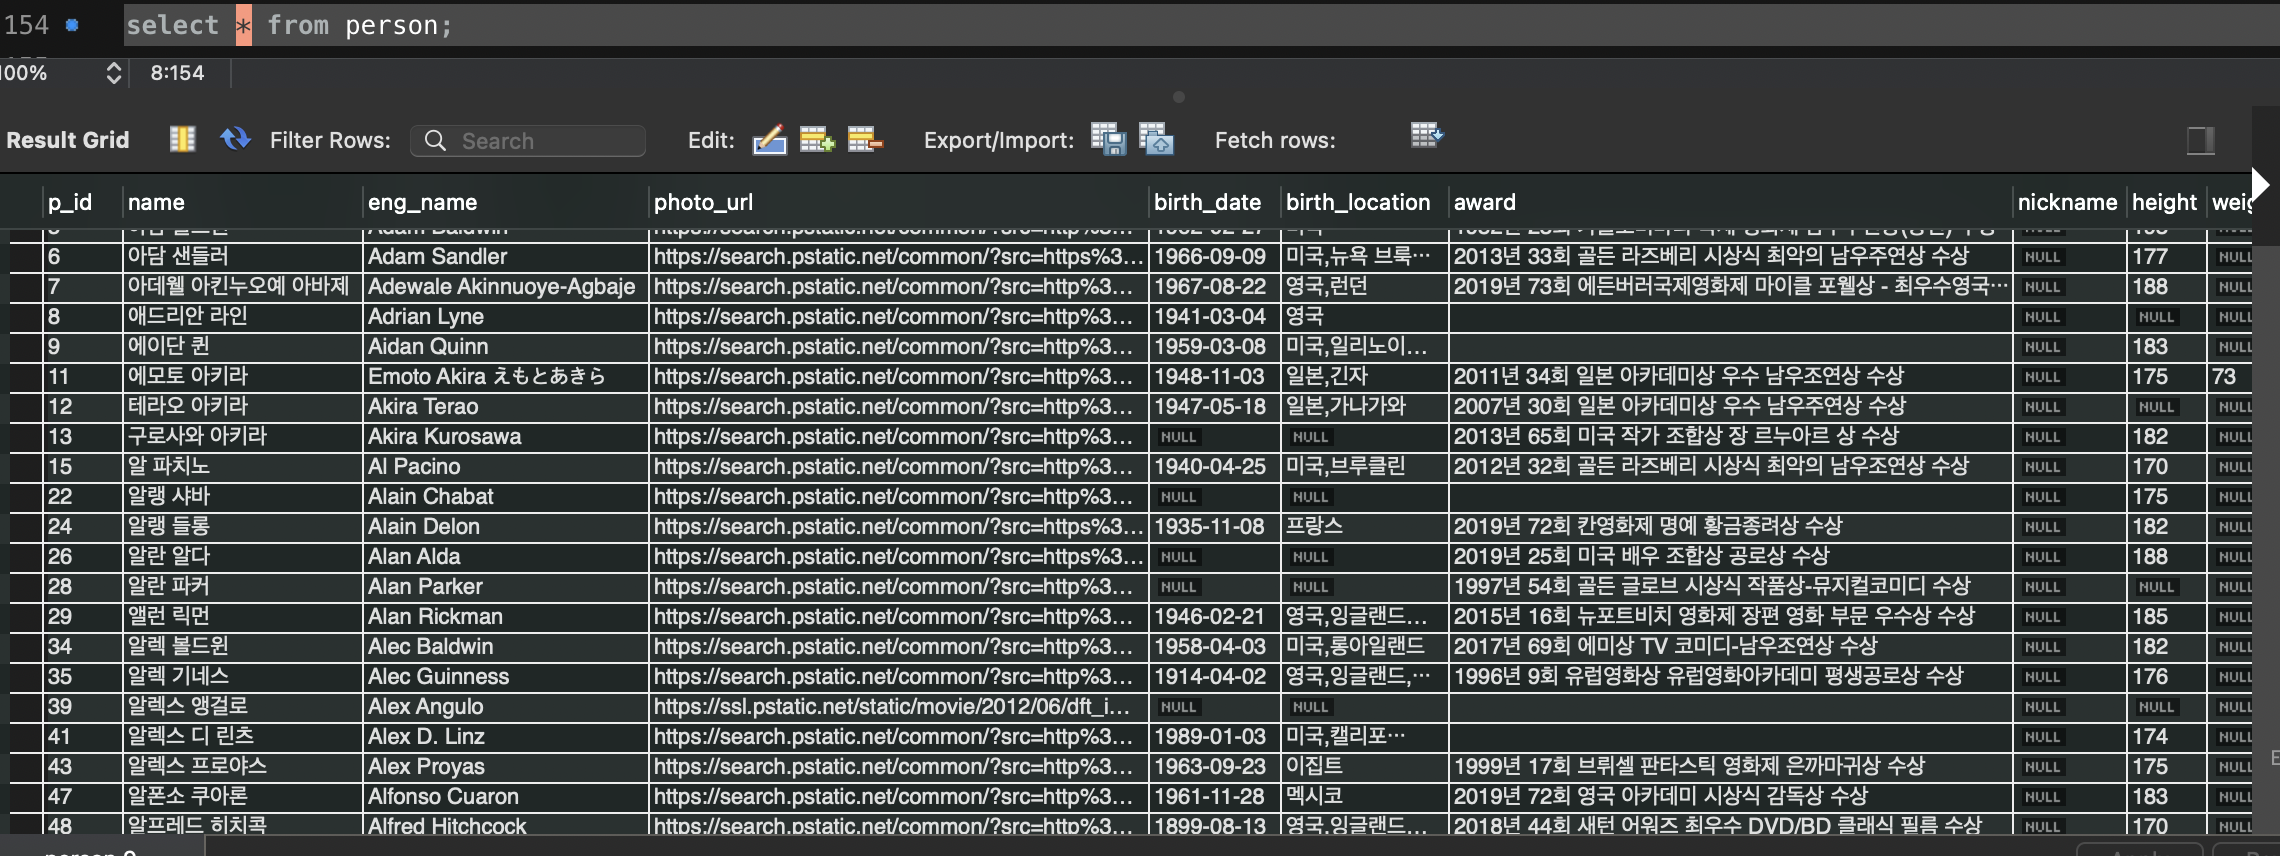 154 select * from person;
100% 8:154
Result Grid Filter Rows: Search Edit: Export/Import: Fetch rows:
p_id name eng_name photo_url birth_date birth_location award nickname height weig
6 아담 샌들러 Adam Sandler https://search.pstatic.net/common/?src=https%3... 1966-09-09 미국,뉴욕 브룩... 2013년 33회 골든 라즈베리 시상식 최악의 남우주연상 수상 NULL 177 NULL
7 아데웰 아킨누오예 아바제 Adewale Akinnuoye-Agbaje https://search.pstatic.net/common/?src=http%3... 1967-08-22 영국,런던 2019년 73회 에든버러국제영화제 마이클 포웰상 - 최우수영국... NULL 188 NULL
8 애드리안 라인 Adrian Lyne https://search.pstatic.net/common/?src=http%3... 1941-03-04 영국 NULL NULL NULL
9 에이단 퀸 Aidan Quinn https://search.pstatic.net/common/?src=http%3... 1959-03-08 미국,일리노이... NULL 183 NULL
11 에모토 아키라 Emoto Akira えもとあきら https://search.pstatic.net/common/?src=http%3... 1948-11-03 일본,긴자 2011년 34회 일본 아카데미상 우수 남우조연상 수상 NULL 175 73
12 테라오 아키라 Akira Terao https://search.pstatic.net/common/?src=http%3... 1947-05-18 일본,가나가와 2007년 30회 일본 아카데미상 우수 남우주연상 수상 NULL NULL NULL
13 구로사와 아키라 Akira Kurosawa https://search.pstatic.net/common/?src=http%3... NULL NULL 2013년 65회 미국 작가 조합상 장 르누아르 상 수상 NULL 182 NULL
15 알 파치노 Al Pacino https://search.pstatic.net/common/?src=http%3... 1940-04-25 미국,브루클린 2012년 32회 골든 라즈베리 시상식 최악의 남우조연상 수상 NULL 170 NULL
22 알랭 샤바 Alain Chabat https://search.pstatic.net/common/?src=http%3... NULL NULL NULL 175 NULL
24 알랭 들롱 Alain Delon https://search.pstatic.net/common/?src=https%3... 1935-11-08 프랑스 2019년 72회 칸영화제 명예 황금종려상 수상 NULL 182 NULL
26 알란 알다 Alan Alda https://search.pstatic.net/common/?src=https%3... NULL NULL 2019년 25회 미국 배우 조합상 공로상 수상 NULL 188 NULL
28 알란 파커 Alan Parker https://search.pstatic.net/common/?src=http%3... NULL NULL 1997년 54회 골든 글로브 시상식 작품상-뮤지컬코미디 수상 NULL NULL NULL
29 앨런 릭먼 Alan Rickman https://search.pstatic.net/common/?src=http%3... 1946-02-21 영국,잉글랜드... 2015년 16회 뉴포트비치 영화제 장편 영화 부문 우수상 수상 NULL 185 NULL
34 알렉 볼드윈 Alec Baldwin https://search.pstatic.net/common/?src=http%3... 1958-04-03 미국,롱아일랜드 2017년 69회 에미상 TV 코미디-남우조연상 수상 NULL 182 NULL
35 알렉 기네스 Alec Guinness https://search.pstatic.net/common/?src=http%3... 1914-04-02 영국,잉글랜드,... 1996년 9회 유럽영화상 유럽영화아카데미 평생공로상 수상 NULL 176 NULL
39 알렉스 앵걸로 Alex Angulo https://ssl.pstatic.net/static/movie/2012/06/dft_i... NULL NULL NULL NULL NULL
41 알렉스 디 린츠 Alex D. Linz https://search.pstatic.net/common/?src=http%3... 1989-01-03 미국,캘리포... NULL 174 NULL
43 알렉스 프로야스 Alex Proyas https://search.pstatic.net/common/?src=http%3... 1963-09-23 이집트 1999년 17회 브뤼셀 판타스틱 영화제 은까마귀상 수상 NULL 175 NULL
47 알폰소 쿠아론 Alfonso Cuaron https://search.pstatic.net/common/?src=http%3... 1961-11-28 멕시코 2019년 72회 영국 아카데미 시상식 감독상 수상 NULL 183 NULL
48 알프레드 히치콕 Alfred Hitchcock https://search.pstatic.net/common/?src=http%3... 1899-08-13 영국,잉글랜드... 2018년 44회 새턴 어워즈 최우수 DVD/BD 클래식 필름 수상 NULL 170 NULL